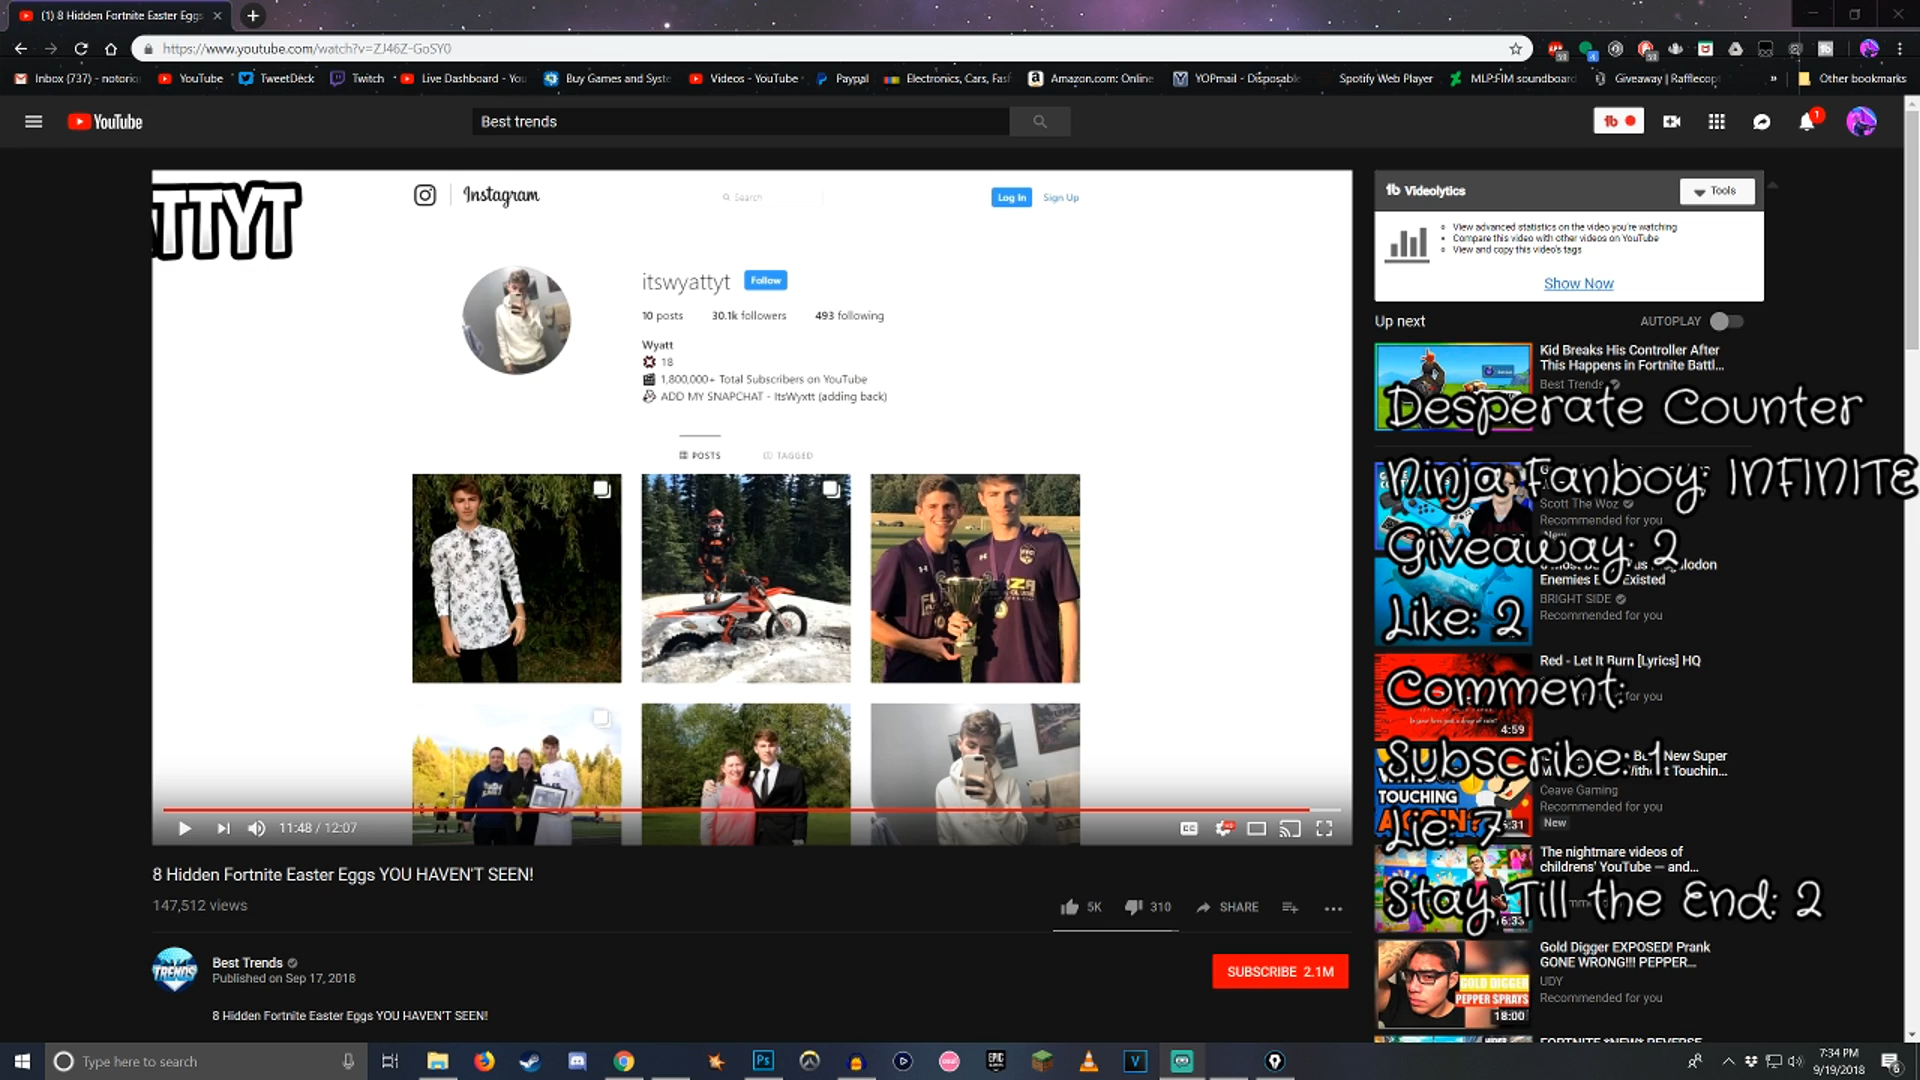 (1) 8 Hidden Fortnite Easter Eggs
https://www.youtube.com/watch?v=ZJ46Z-GoSY0
Inbox (737) - notorio
YouTube
TweetDeck
Twitch
Live Dashboard - You
Buy Games and Syste
Videos - YouTube
Paypal
Electronics, Cars, Fash
Amazon.com: Online
YOPmail - Disposable
Spotify Web Player
MLP:FIM soundboard
Giveaway | Rafflecopt
»
Other bookmarks
YouTube
Best trends
1
TTYT
Instagram
Search
Log In
Sign Up
itswyattyt
Follow
10 posts 30.1k followers 493 following
Wyatt
18
1,800,000+ Total Subscribers on YouTube
ADD MY SNAPCHAT - ItsWyxtt (adding back)
POSTS
TAGGED
11:48 / 12:07
CC
8 Hidden Fortnite Easter Eggs YOU HAVEN'T SEEN!
147,512 views
5K
310
SHARE
Best Trends
Published on Sep 17, 2018
SUBSCRIBE 2.1M
8 Hidden Fortnite Easter Eggs YOU HAVEN'T SEEN!
tb Videolytics
Tools
View advanced statistics on the video you're watching
Compare this video with other videos on YouTube
View and copy this video's tags
Show Now
Up next
AUTOPLAY
Kid Breaks His Controller After
This Happens in Fortnite Battl...
Best Trends
Desperate Counter
Ninja Fanboy: INFINITE
Scott The Woz
Recommended for you
Giveaway: 2
Enemies
Existed
BRIGHT SIDE
Recommended for you
Like: 2
Red - Let It Burn [Lyrics] HQ
Comment:
for you
4:59
New Super
Subscribe: 1
Touchin...
Ceave Gaming
Recommended for you
New
TOUCHING
Lie: 7
The nightmare videos of
childrens' YouTube — and...
Stay Till the End: 2
16:33
Gold Digger EXPOSED! Prank
GONE WRONG!!! PEPPER...
UDY
Recommended for you
GOLD DIGGER
PEPPER SPRAYS
18:00
Type here to search
7:34 PM
9/19/2018
6